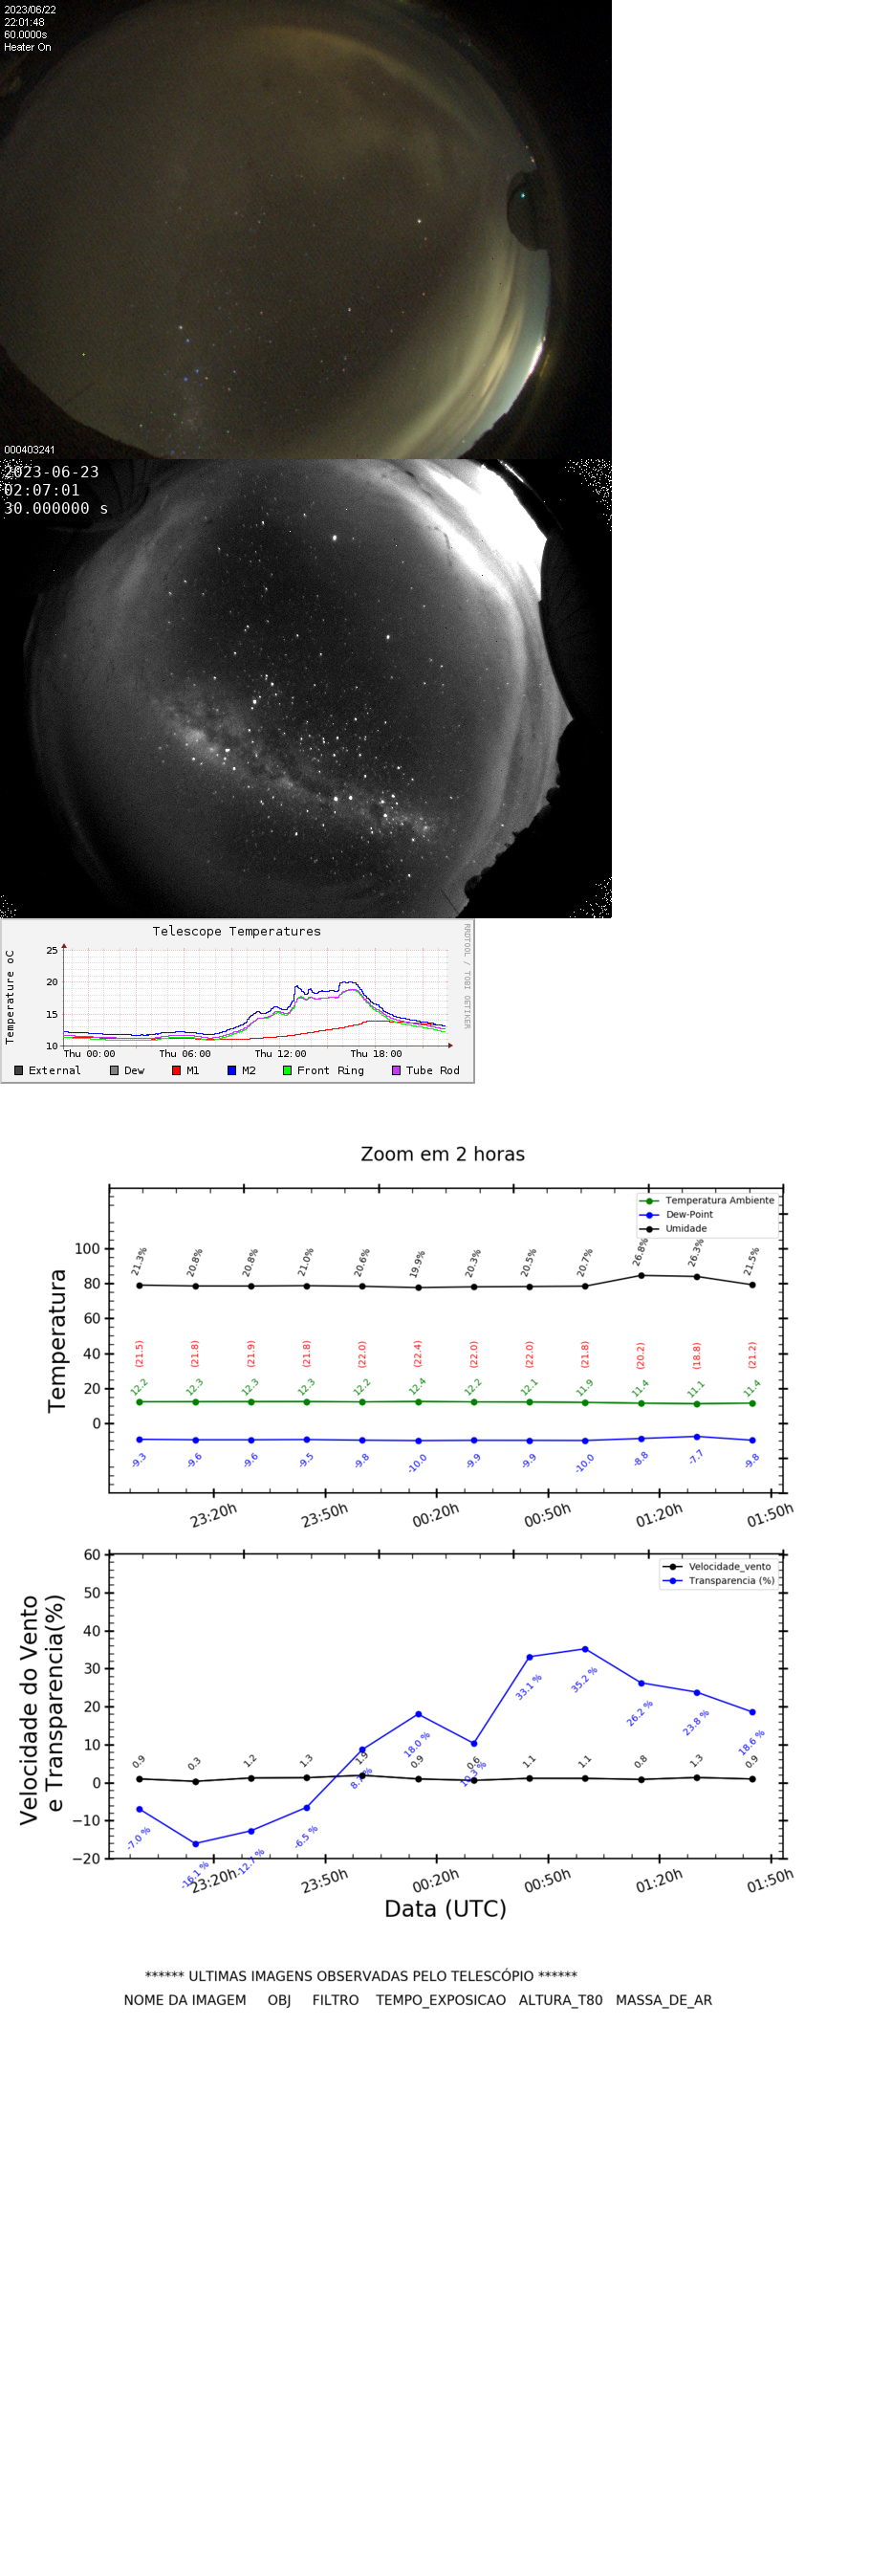 2023/06/22
22:01:48
60.0000s
Heater On
000403241
2023-06-23
02:07:01
30.000000 s
Telescope Temperatures
RRDTOOL / TOBI OETIKER
Temperature oC
25
20
15
10
Thu 00:00 Thu 06:00 Thu 12:00 Thu 18:00
External Dew M1 M2 Front Ring Tube Rod
Zoom em 2 horas
Temperatura Ambiente
Dew-Point
Umidade
Temperatura
100
80
60
40
20
0
21.3% 20.8% 20.8% 21.0% 20.6% 19.9% 20.3% 20.5% 20.7% 26.8% 26.3% 21.5%
(21.5) (21.8) (21.9) (21.8) (22.0) (22.4) (22.0) (22.0) (21.8) (20.2) (18.8) (21.2)
12.2 12.3 12.3 12.3 12.2 12.4 12.2 12.1 11.9 11.4 11.1 11.4
-9.3 -9.6 -9.6 -9.5 -9.8 -10.0 -9.9 -9.9 -10.0 -8.8 -7.7 -9.8
23:20h 23:50h 00:20h 00:50h 01:20h 01:50h
Velocidade_vento
Transparencia (%)
Velocidade do Vento
e Transparencia(%)
60
50
40
30
20
10
0
−10
−20
0.9 0.3 1.2 1.3 1.9 0.9 0.6 1.1 1.1 0.8 1.3 0.9
-7.0 % -16.1 % -12.7 % -6.5 % 18.0 % 33.1 % 35.2 % 26.2 % 23.8 % 18.6 %
23:20h 23:50h 00:20h 00:50h 01:20h 01:50h
Data (UTC)
****** ULTIMAS IMAGENS OBSERVADAS PELO TELESCÓPIO ******
NOME DA IMAGEM OBJ FILTRO TEMPO_EXPOSICAO ALTURA_T80 MASSA_DE_AR